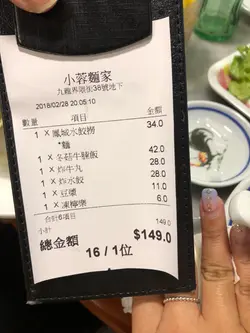 小蓉麵家
九龍界限街38號地下
2018/02/28 20:05:10
數量 項目 金額
1 × 鳳城水餃撈 34.0
*麵
1 × 冬菇牛𦟌飯 42.0
1 × 炸牛丸 28.0
1 × 炸水餃 28.0
1 × 豆漿 11.0
1 × 凍檸樂 6.0
合計6項目
小計 149.0
總金額 $149.0
16 / 1位